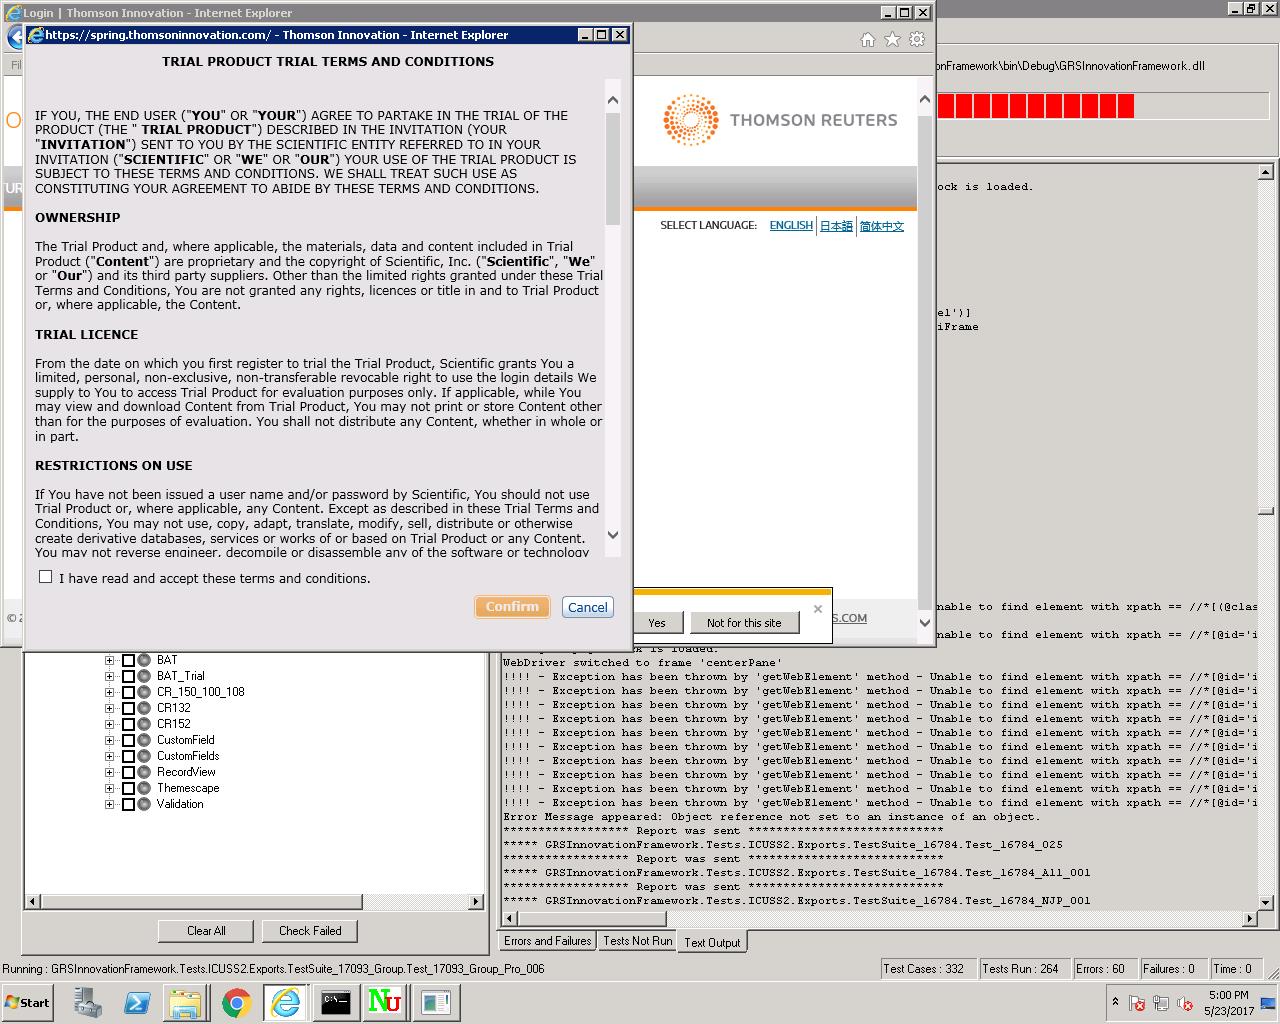 Login | Thomson Innovation - Internet Explorer
https://spring.thomsoninnovation.com/ - Thomson Innovation - Internet Explorer
TRIAL PRODUCT TRIAL TERMS AND CONDITIONS
IF YOU, THE END USER ("YOU" OR "YOUR") AGREE TO PARTAKE IN THE TRIAL OF THE
PRODUCT (THE " TRIAL PRODUCT") DESCRIBED IN THE INVITATION (YOUR
"INVITATION") SENT TO YOU BY THE SCIENTIFIC ENTITY REFERRED TO IN YOUR
INVITATION ("SCIENTIFIC" OR "WE" OR "OUR") YOUR USE OF THE TRIAL PRODUCT IS
SUBJECT TO THESE TERMS AND CONDITIONS. WE SHALL TREAT SUCH USE AS
CONSTITUTING YOUR AGREEMENT TO ABIDE BY THESE TERMS AND CONDITIONS.
OWNERSHIP
The Trial Product and, where applicable, the materials, data and content included in Trial
Product ("Content") are proprietary and the copyright of Scientific, Inc. ("Scientific", "We"
or "Our") and its third party suppliers. Other than the limited rights granted under these Trial
Terms and Conditions, You are not granted any rights, licences or title in and to Trial Product
or, where applicable, the Content.
TRIAL LICENCE
From the date on which you first register to trial the Trial Product, Scientific grants You a
limited, personal, non-exclusive, non-transferable revocable right to use the login details We
supply to You to access Trial Product for evaluation purposes only. If applicable, while You
may view and download Content from Trial Product, You may not print or store Content other
than for the purposes of evaluation. You shall not distribute any Content, whether in whole or
in part.
RESTRICTIONS ON USE
If You have not been issued a user name and/or password by Scientific, You should not use
Trial Product or, where applicable, any Content. Except as described in these Trial Terms and
Conditions, You may not use, copy, adapt, translate, modify, sell, distribute or otherwise
create derivative databases, services or works of or based on Trial Product or any Content.
You may not reverse engineer, decompile or disassemble any of the software or technology
I have read and accept these terms and conditions.
Confirm Cancel
THOMSON REUTERS
SELECT LANGUAGE: ENGLISH 日本語 简体中文
Yes Not for this site
S.COM
onFramework\bin\Debug\GRSInnovationFramework.dll
ock is loaded.
el')]
iFrame
nable to find element with xpath == //*[(@clas
nable to find element with xpath == //*[@id='i
k is loaded.
WebDriver switched to frame 'centerPane'
!!!! - Exception has been thrown by 'getWebElement' method - Unable to find element with xpath == //*[@id='i
!!!! - Exception has been thrown by 'getWebElement' method - Unable to find element with xpath == //*[@id='i
!!!! - Exception has been thrown by 'getWebElement' method - Unable to find element with xpath == //*[@id='i
!!!! - Exception has been thrown by 'getWebElement' method - Unable to find element with xpath == //*[@id='i
!!!! - Exception has been thrown by 'getWebElement' method - Unable to find element with xpath == //*[@id='i
!!!! - Exception has been thrown by 'getWebElement' method - Unable to find element with xpath == //*[@id='i
!!!! - Exception has been thrown by 'getWebElement' method - Unable to find element with xpath == //*[@id='i
!!!! - Exception has been thrown by 'getWebElement' method - Unable to find element with xpath == //*[@id='i
!!!! - Exception has been thrown by 'getWebElement' method - Unable to find element with xpath == //*[@id='i
!!!! - Exception has been thrown by 'getWebElement' method - Unable to find element with xpath == //*[@id='i
Error Message appeared: Object reference not set to an instance of an object.
***************** Report was sent **************************
***** GRSInnovationFramework.Tests.ICUSS2.Exports.TestSuite_16784.Test_16784_025
***************** Report was sent **************************
***** GRSInnovationFramework.Tests.ICUSS2.Exports.TestSuite_16784.Test_16784_All_001
***************** Report was sent **************************
***** GRSInnovationFramework.Tests.ICUSS2.Exports.TestSuite_16784.Test_16784_NJP_001
BAT
BAT_Trial
CR_150_100_108
CR132
CR152
CustomField
CustomFields
RecordView
Themescape
Validation
Clear All Check Failed
Errors and Failures Tests Not Run Text Output
Running : GRSInnovationFramework.Tests.ICUSS2.Exports.TestSuite_17093_Group.Test_17093_Group_Pro_006
Test Cases : 332 Tests Run : 264 Errors : 60 Failures : 0 Time : 0
Start
5:00 PM
5/23/2017